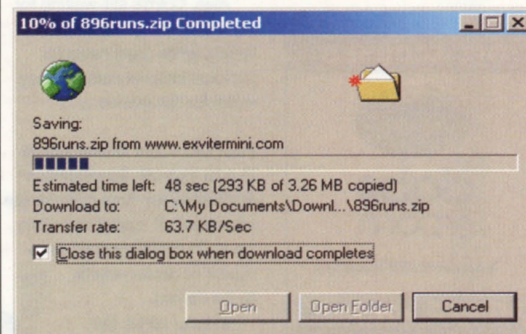 10% of 896runs.zip Completed
Saving:
896runs.zip from www.exvitermini.com
Estimated time left: 48 sec (293 KB of 3.26 MB copied)
Download to: C:\My Documents\Downl...\896runs.zip
Transfer rate: 63.7 KB/Sec
Close this dialog box when download completes
Open Open Folder Cancel